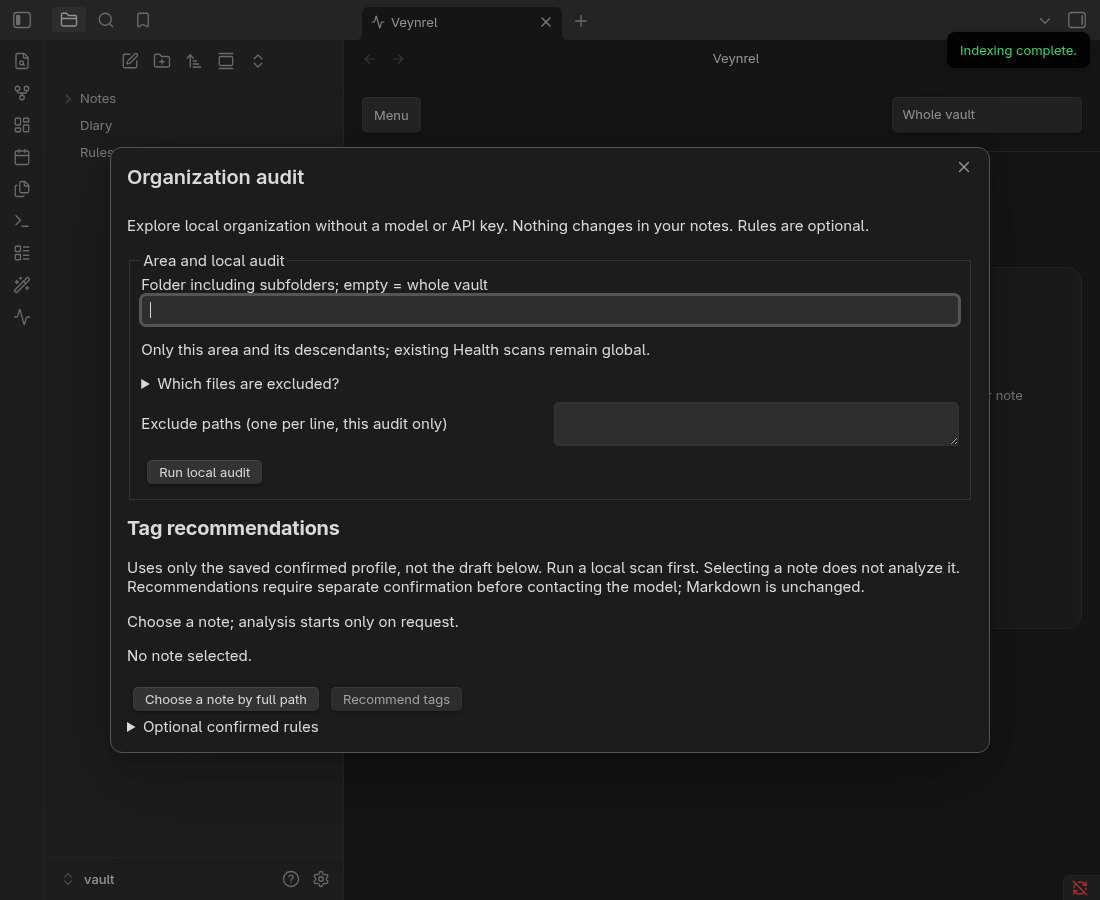 Veynrel
Indexing complete.
Veynrel
Notes
Diary
Rules
Menu
Whole vault
Organization audit
Explore local organization without a model or API key. Nothing changes in your notes. Rules are optional.
Area and local audit
Folder including subfolders; empty = whole vault
Only this area and its descendants; existing Health scans remain global.
Which files are excluded?
Exclude paths (one per line, this audit only)
Run local audit
note
Tag recommendations
Uses only the saved confirmed profile, not the draft below. Run a local scan first. Selecting a note does not analyze it.
Recommendations require separate confirmation before contacting the model; Markdown is unchanged.
Choose a note; analysis starts only on request.
No note selected.
Choose a note by full path
Recommend tags
Optional confirmed rules
vault